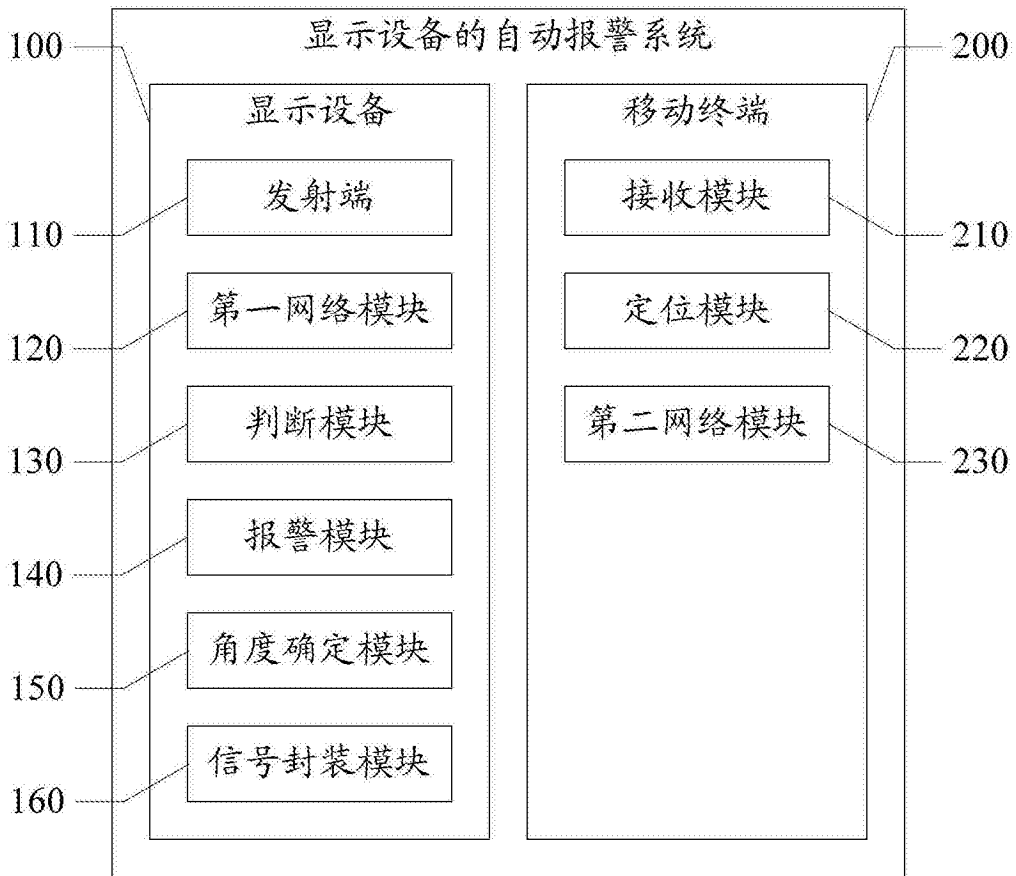 显示设备的自动报警系统
100
显示设备
110
发射端
120
第一网络模块
130
判断模块
140
报警模块
150
角度确定模块
160
信号封装模块
200
移动终端
接收模块
210
定位模块
220
第二网络模块
230